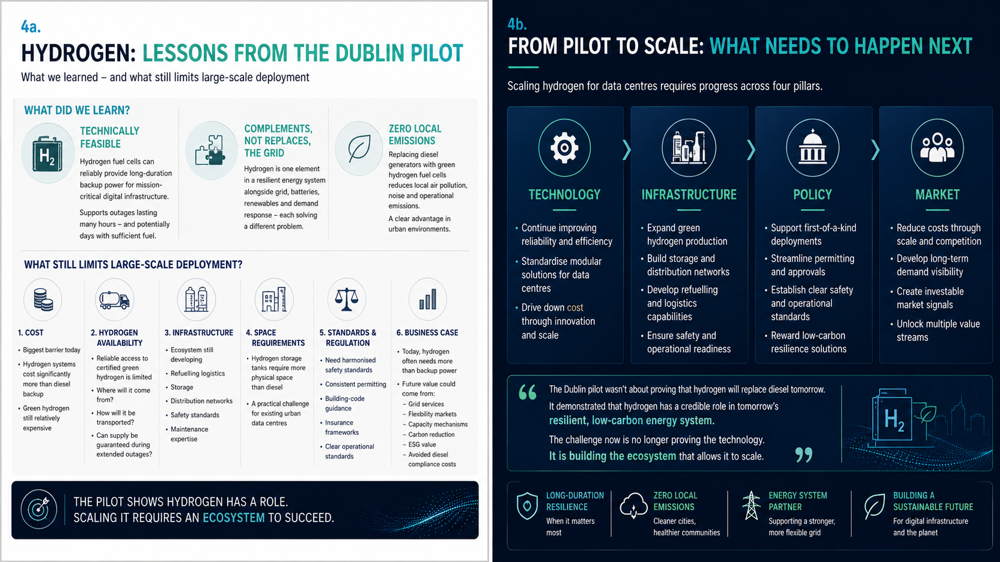 4a.
HYDROGEN: LESSONS FROM THE DUBLIN PILOT
What we learned – and what still limits large-scale deployment
WHAT DID WE LEARN?
H2
TECHNICALLY
FEASIBLE
Hydrogen fuel cells can
reliably provide long-duration
backup power for mission-
critical digital infrastructure.
Supports outages lasting
many hours – and potentially
days with sufficient fuel.
COMPLEMENTS,
NOT REPLACES,
THE GRID
Hydrogen is one element
in a resilient energy system
alongside grid, batteries,
renewables and demand
response – each solving
a different problem.
ZERO LOCAL
EMISSIONS
Replacing diesel
generators with green
hydrogen fuel cells
reduces local air pollution,
noise and operational
emissions.
A clear advantage in
urban environments.
WHAT STILL LIMITS LARGE-SCALE DEPLOYMENT?
1. COST
• Biggest barrier today
• Hydrogen systems
cost significantly
more than diesel
backup
• Green hydrogen
still relatively
expensive
2. HYDROGEN
AVAILABILITY
• Reliable access to
certified green
hydrogen is limited
• Where will it come
from?
• How will it be
transported?
• Can supply be
guaranteed during
extended outages?
3. INFRASTRUCTURE
• Ecosystem still
developing
• Refuelling logistics
• Storage
• Distribution networks
• Safety standards
• Maintenance
expertise
4. SPACE
REQUIREMENTS
• Hydrogen storage
tanks require more
physical space
than diesel
• A practical challenge
for existing urban
data centres
5. STANDARDS &
REGULATION
• Need harmonised
safety standards
• Consistent permitting
• Building-code
guidance
• Insurance
frameworks
• Clear operational
standards
6. BUSINESS CASE
• Today, hydrogen
often needs more
than backup power
• Future value could
come from:
– Grid services
– Flexbility markets
– Capacity mechanisms
– Carbon reduction
– ESG value
– Avoided diesel
compliance costs
THE PILOT SHOWS HYDROGEN HAS A ROLE.
SCALING IT REQUIRES AN ECOSYSTEM TO SUCCEED.
4b.
FROM PILOT TO SCALE: WHAT NEEDS TO HAPPEN NEXT
Scaling hydrogen for data centres requires progress across four pillars.
TECHNOLOGY
• Continue improving
reliability and efficiency
• Standardise modular
solutions for data
centres
• Drive down cost
through innovation
and scale
INFRASTRUCTURE
• Expand green
hydrogen production
• Build storage and
distribution networks
• Develop refuelling
and logistics
capabilities
• Ensure safety and
operational readiness
POLICY
• Support first-of-a-kind
deployments
• Streamline permitting
and approvals
• Establish clear safety
and operational
standards
• Reward low-carbon
resilience solutions
MARKET
• Reduce costs through
scale and competition
• Develop long-term
demand visibility
• Create investable
market signals
• Unlock multiple value
streams
“
The Dublin pilot wasn't about proving that hydrogen will replace diesel tomorrow.
It demonstrated that hydrogen has a credible role in tomorrow's
resilient, low-carbon energy system.
The challenge now is no longer proving the technology.
It is building the ecosystem that allows it to scale.
”
H2
LONG-DURATION
RESILIENCE
When it matters
most
ZERO LOCAL
EMISSIONS
Cleaner cities,
healthier communities
ENERGY SYSTEM
PARTNER
Supporting a stronger,
more flexible grid
BUILDING A
SUSTAINABLE FUTURE
For digital infrastructure
and the planet